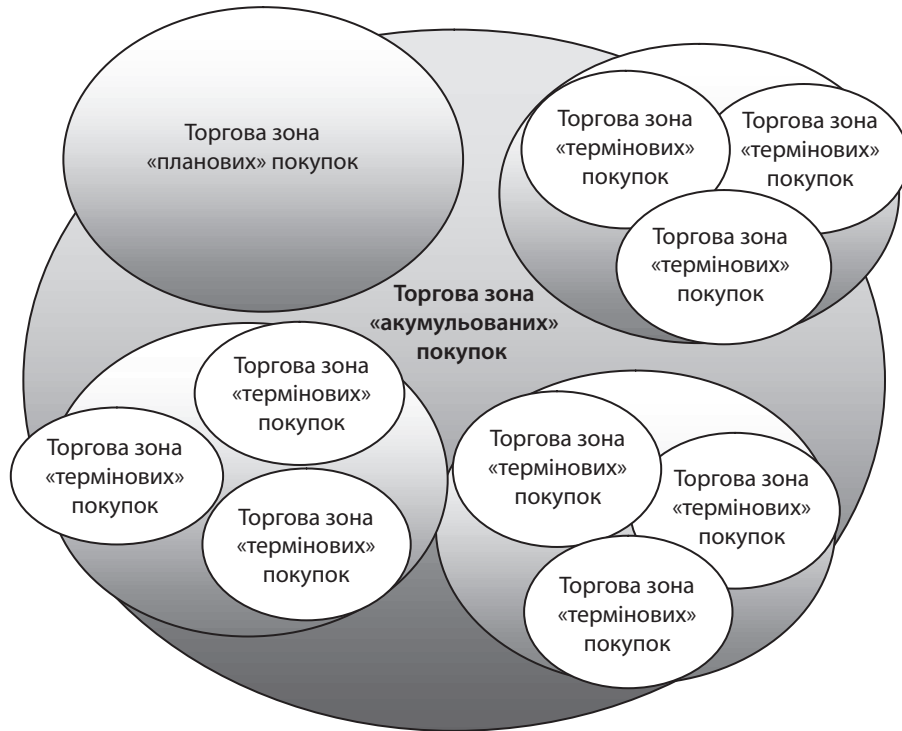 Торгова зона
«планових» покупок
Торгова зона
«термінових»
покупок
Торгова зона
«термінових»
покупок
Торгова зона
«термінових»
покупок
Торгова зона
«акумульованих»
покупок
Торгова зона
«термінових»
покупок
Торгова зона
«термінових»
покупок
Торгова зона
«термінових»
покупок
Торгова зона
«термінових»
покупок
Торгова зона
«термінових»
покупок
Торгова зона
«термінових»
покупок